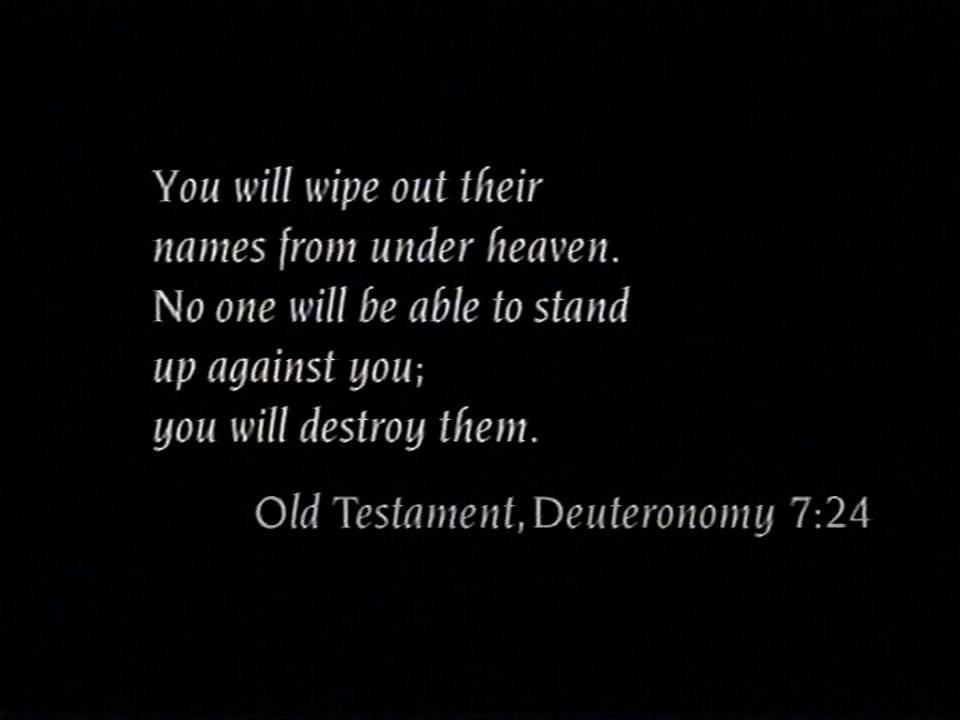 You will wipe out their
names from under heaven.
No one will be able to stand
up against you;
you will destroy them.
Old Testament, Deuteronomy 7:24